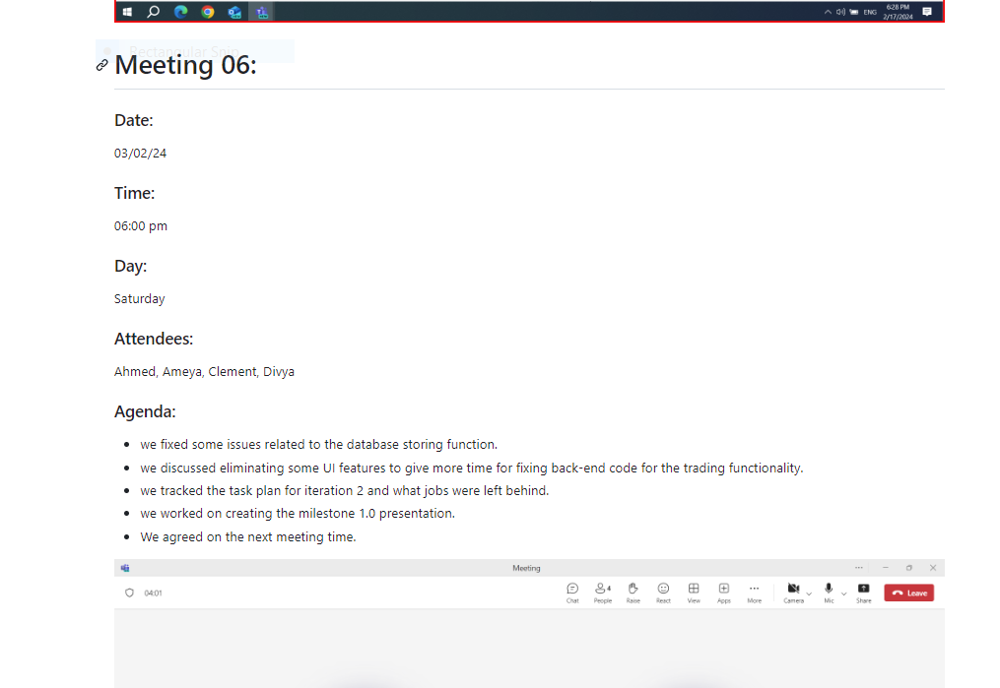 6:28 PM
ENG
2/17/2024
Rectangular Snip
Meeting 06:
Date:
03/02/24
Time:
06:00 pm
Day:
Saturday
Attendees:
Ahmed, Ameya, Clement, Divya
Agenda:
we fixed some issues related to the database storing function.
we discussed eliminating some UI features to give more time for fixing back-end code for the trading functionality.
we tracked the task plan for iteration 2 and what jobs were left behind.
we worked on creating the milestone 1.0 presentation.
We agreed on the next meeting time.
Meeting
04:01
4
Chat People Raise React View Apps More Camera Mic Share Leave